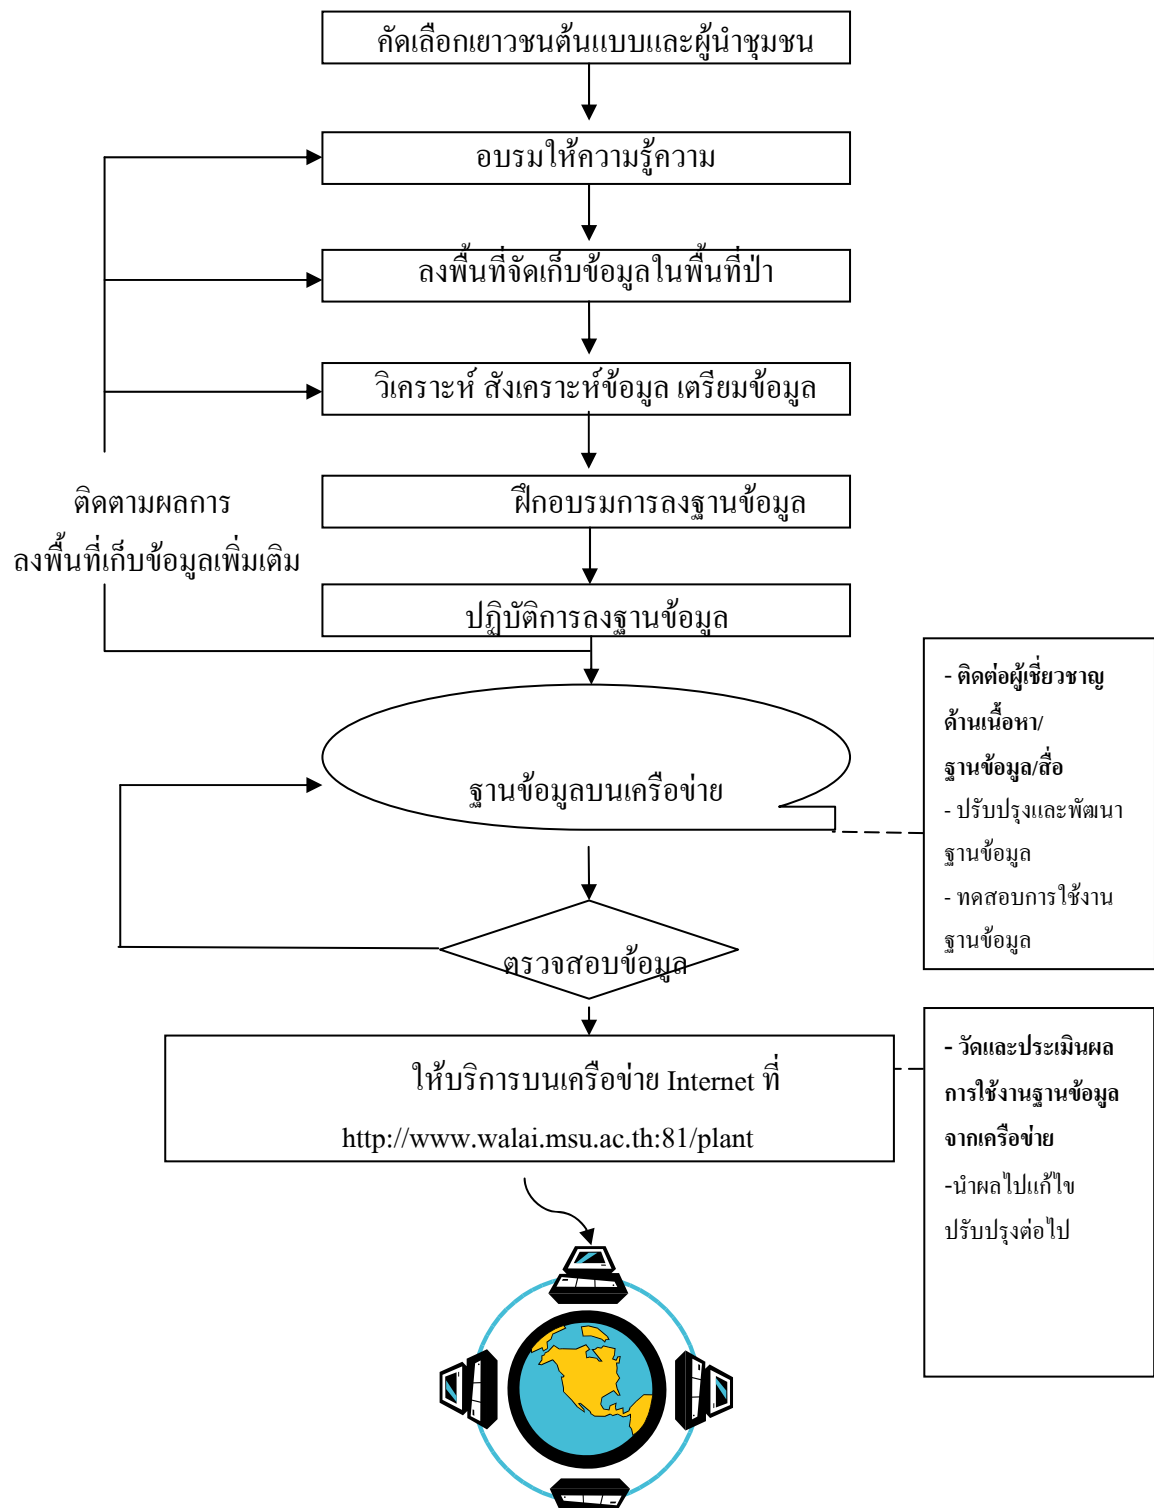 คัดเลือกเยาวชนต้นแบบและผู้นำชุมชน
อบรมให้ความรู้ความ
ลงพื้นที่จัดเก็บข้อมูลในพื้นที่ป่า
วิเคราะห์ สังเคราะห์ข้อมูล เตรียมข้อมูล
ติดตามผลการ
ลงพื้นที่เก็บข้อมูลเพิ่มเติม
ฝึกอบรมการลงฐานข้อมูล
ปฏิบัติการลงฐานข้อมูล
ฐานข้อมูลบนเครือข่าย
- ติดต่อผู้เชี่ยวชาญ
ด้านเนื้อหา/
ฐานข้อมูล/สื่อ
- ปรับปรุงและพัฒนา
ฐานข้อมูล
- ทดสอบการใช้งาน
ฐานข้อมูล
ตรวจสอบข้อมูล
ให้บริการบนเครือข่าย Internet ที่
http://www.walai.msu.ac.th:81/plant
- วัดและประเมินผล
การใช้งานฐานข้อมูล
จากเครือข่าย
-นำผลไปแก้ไข
ปรับปรุงต่อไป